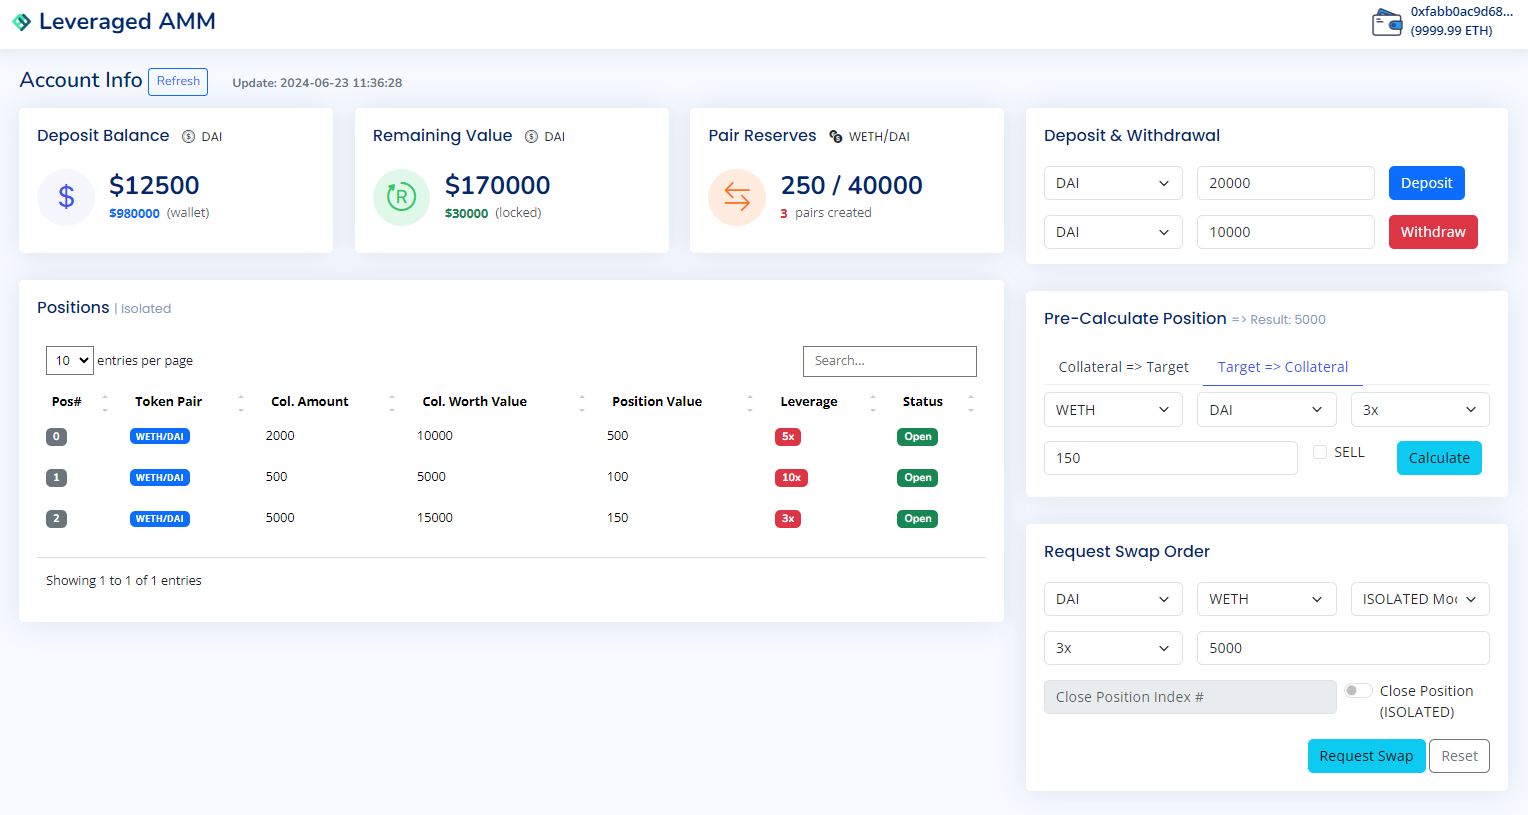 Leveraged AMM
0xfabb0ac9d68...
(9999.99 ETH)
Account Info
Refresh
Update: 2024-06-23 11:36:28
Deposit Balance DAI
$12500
$980000 (wallet)
Remaining Value DAI
$170000
$30000 (locked)
Pair Reserves WETH/DAI
250 / 40000
3 pairs created
Deposit & Withdrawal
DAI 20000 Deposit
DAI 10000 Withdraw
Positions | Isolated
10 entries per page
Search...
Pos# Token Pair Col. Amount Col. Worth Value Position Value Leverage Status
0 WETH/DAI 2000 10000 500 5x Open
1 WETH/DAI 500 5000 100 10x Open
2 WETH/DAI 5000 15000 150 3x Open
Showing 1 to 1 of 1 entries
Pre-Calculate Position => Result: 5000
Collateral => Target Target => Collateral
WETH DAI 3x
150 SELL Calculate
Request Swap Order
DAI WETH ISOLATED Mo
3x 5000
Close Position Index # Close Position
(ISOLATED)
Request Swap Reset